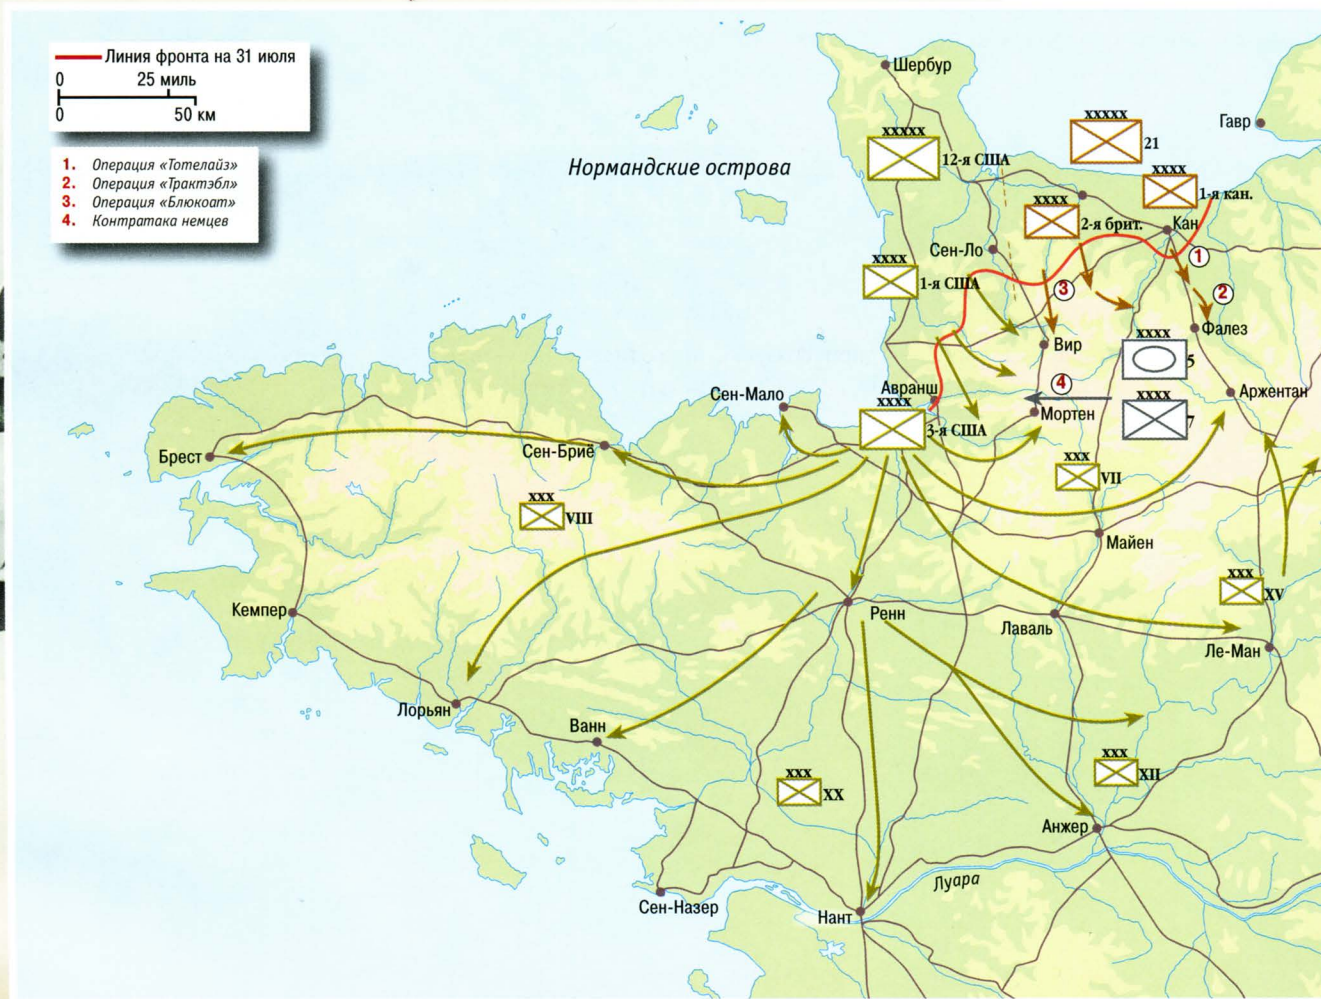 Линия фронта на 31 июля
0 25 миль
0 50 км
1. Операция «Тотелайз»
2. Операция «Трактэбл»
3. Операция «Блюкоат»
4. Контратака немцев
Шербур
Гавр
Нормандские острова
XXXXX
12-я США
XXXXX
21
XXXX
1-я кан.
XXXX
2-я брит.
Кан
Сен-Ло
XXXX
1-я США
1
3
2
Фалез
Вир
XXXX
5
4
Авранш
Аржентан
Сен-Мало
XXXX
3-я США
Мортен
XXXX
7
Брест
Сен-Бриё
XXX
VII
XXX
VIII
Майен
XXX
XV
Кемпер
Ренн
Лаваль
Ле-Ман
Лорьян
Ванн
XXX
XX
XXX
XII
Анжер
Луара
Сен-Назер
Нант